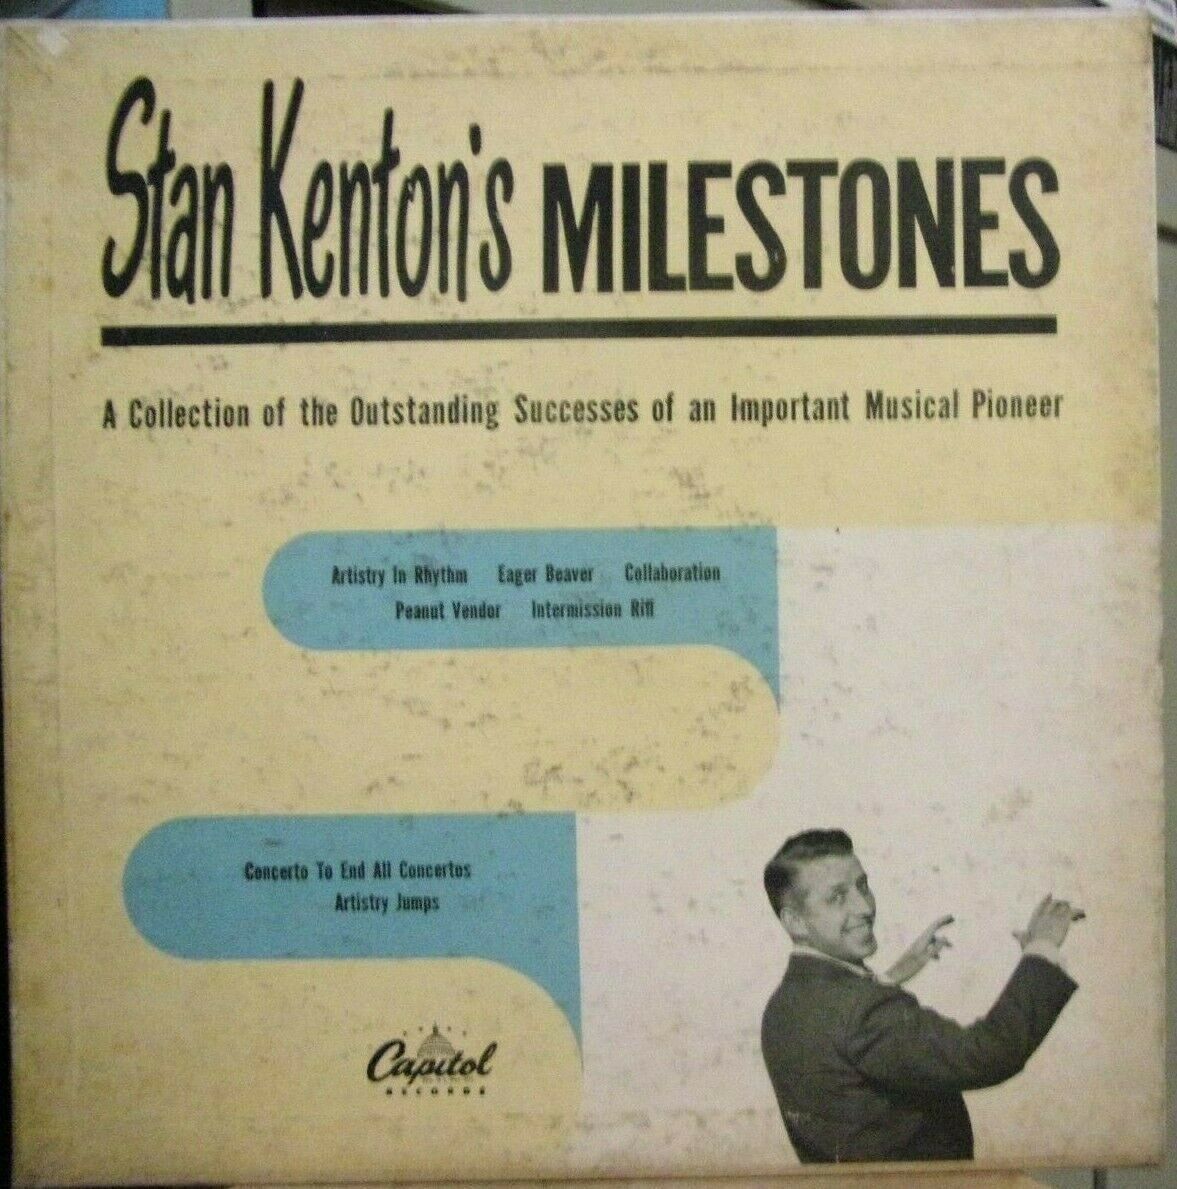 Stan Kenton's MILESTONES
A Collection of the Outstanding Successes of an Important Musical Pioneer
Artistry In Rhythm Eager Beaver Collaboration
Peanut Vendor Intermission Riff
Concerto To End All Concertos
Artistry Jumps
Capitol
RECORDS